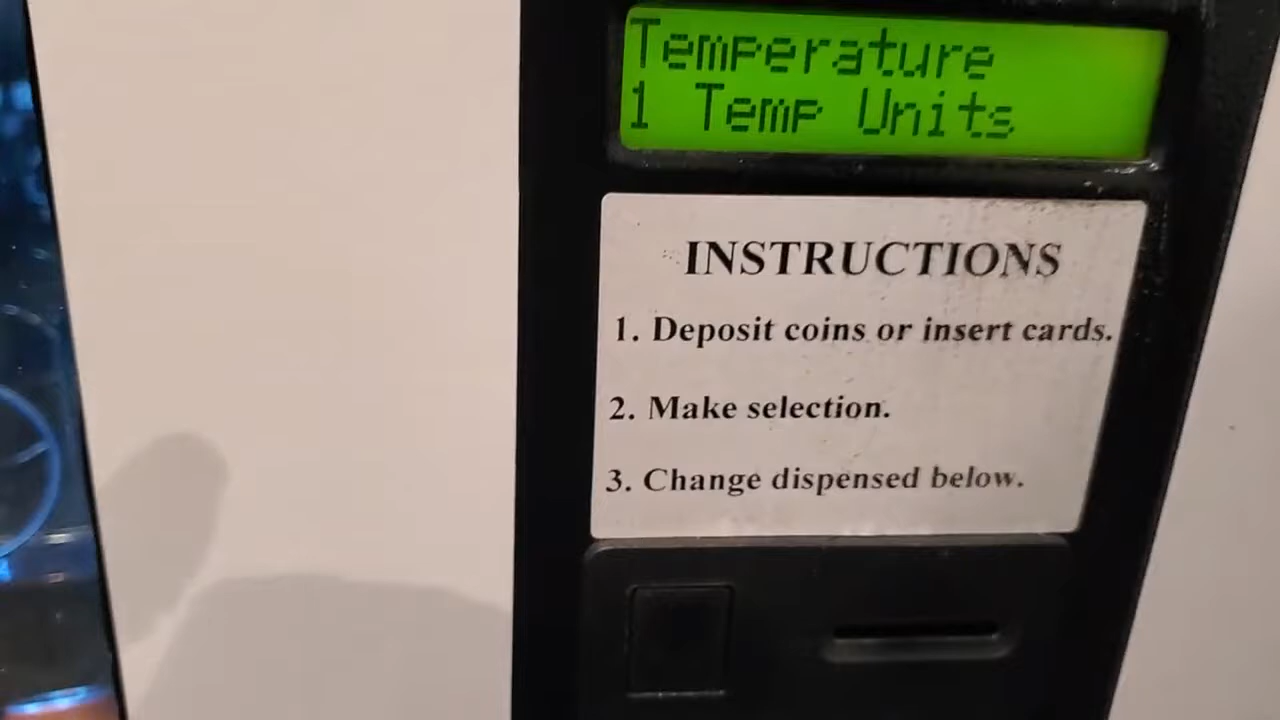 Temperature
1 Temp Units
INSTRUCTIONS
1. Deposit coins or insert cards.
2. Make selection.
3. Change dispensed below.